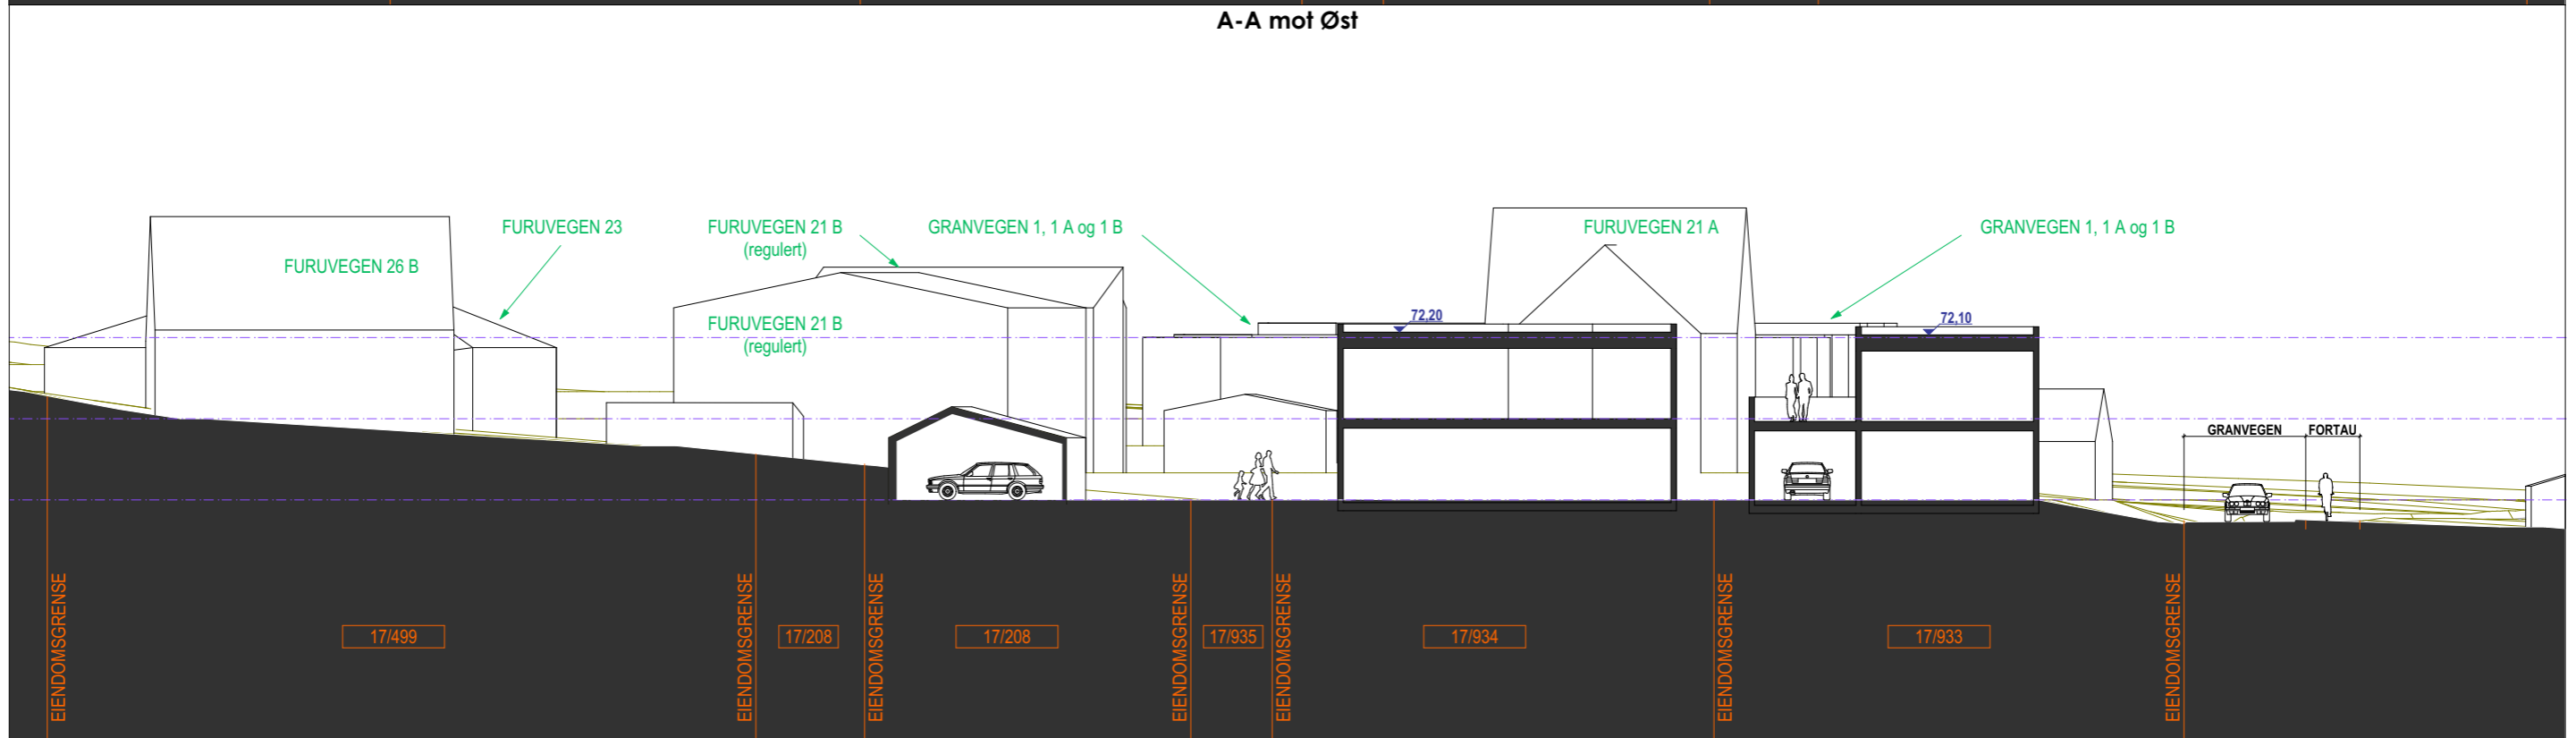 A-A mot Øst
FURUVEGEN 26 B
FURUVEGEN 23
FURUVEGEN 21 B
(regulert)
FURUVEGEN 21 B
(regulert)
GRANVEGEN 1, 1 A og 1 B
72,20
FURUVEGEN 21 A
72,10
GRANVEGEN 1, 1 A og 1 B
GRANVEGEN
FORTAU
EIENDOMSGRENSE
17/499
EIENDOMSGRENSE
17/208
EIENDOMSGRENSE
17/208
EIENDOMSGRENSE
17/935
EIENDOMSGRENSE
17/934
EIENDOMSGRENSE
17/933
EIENDOMSGRENSE